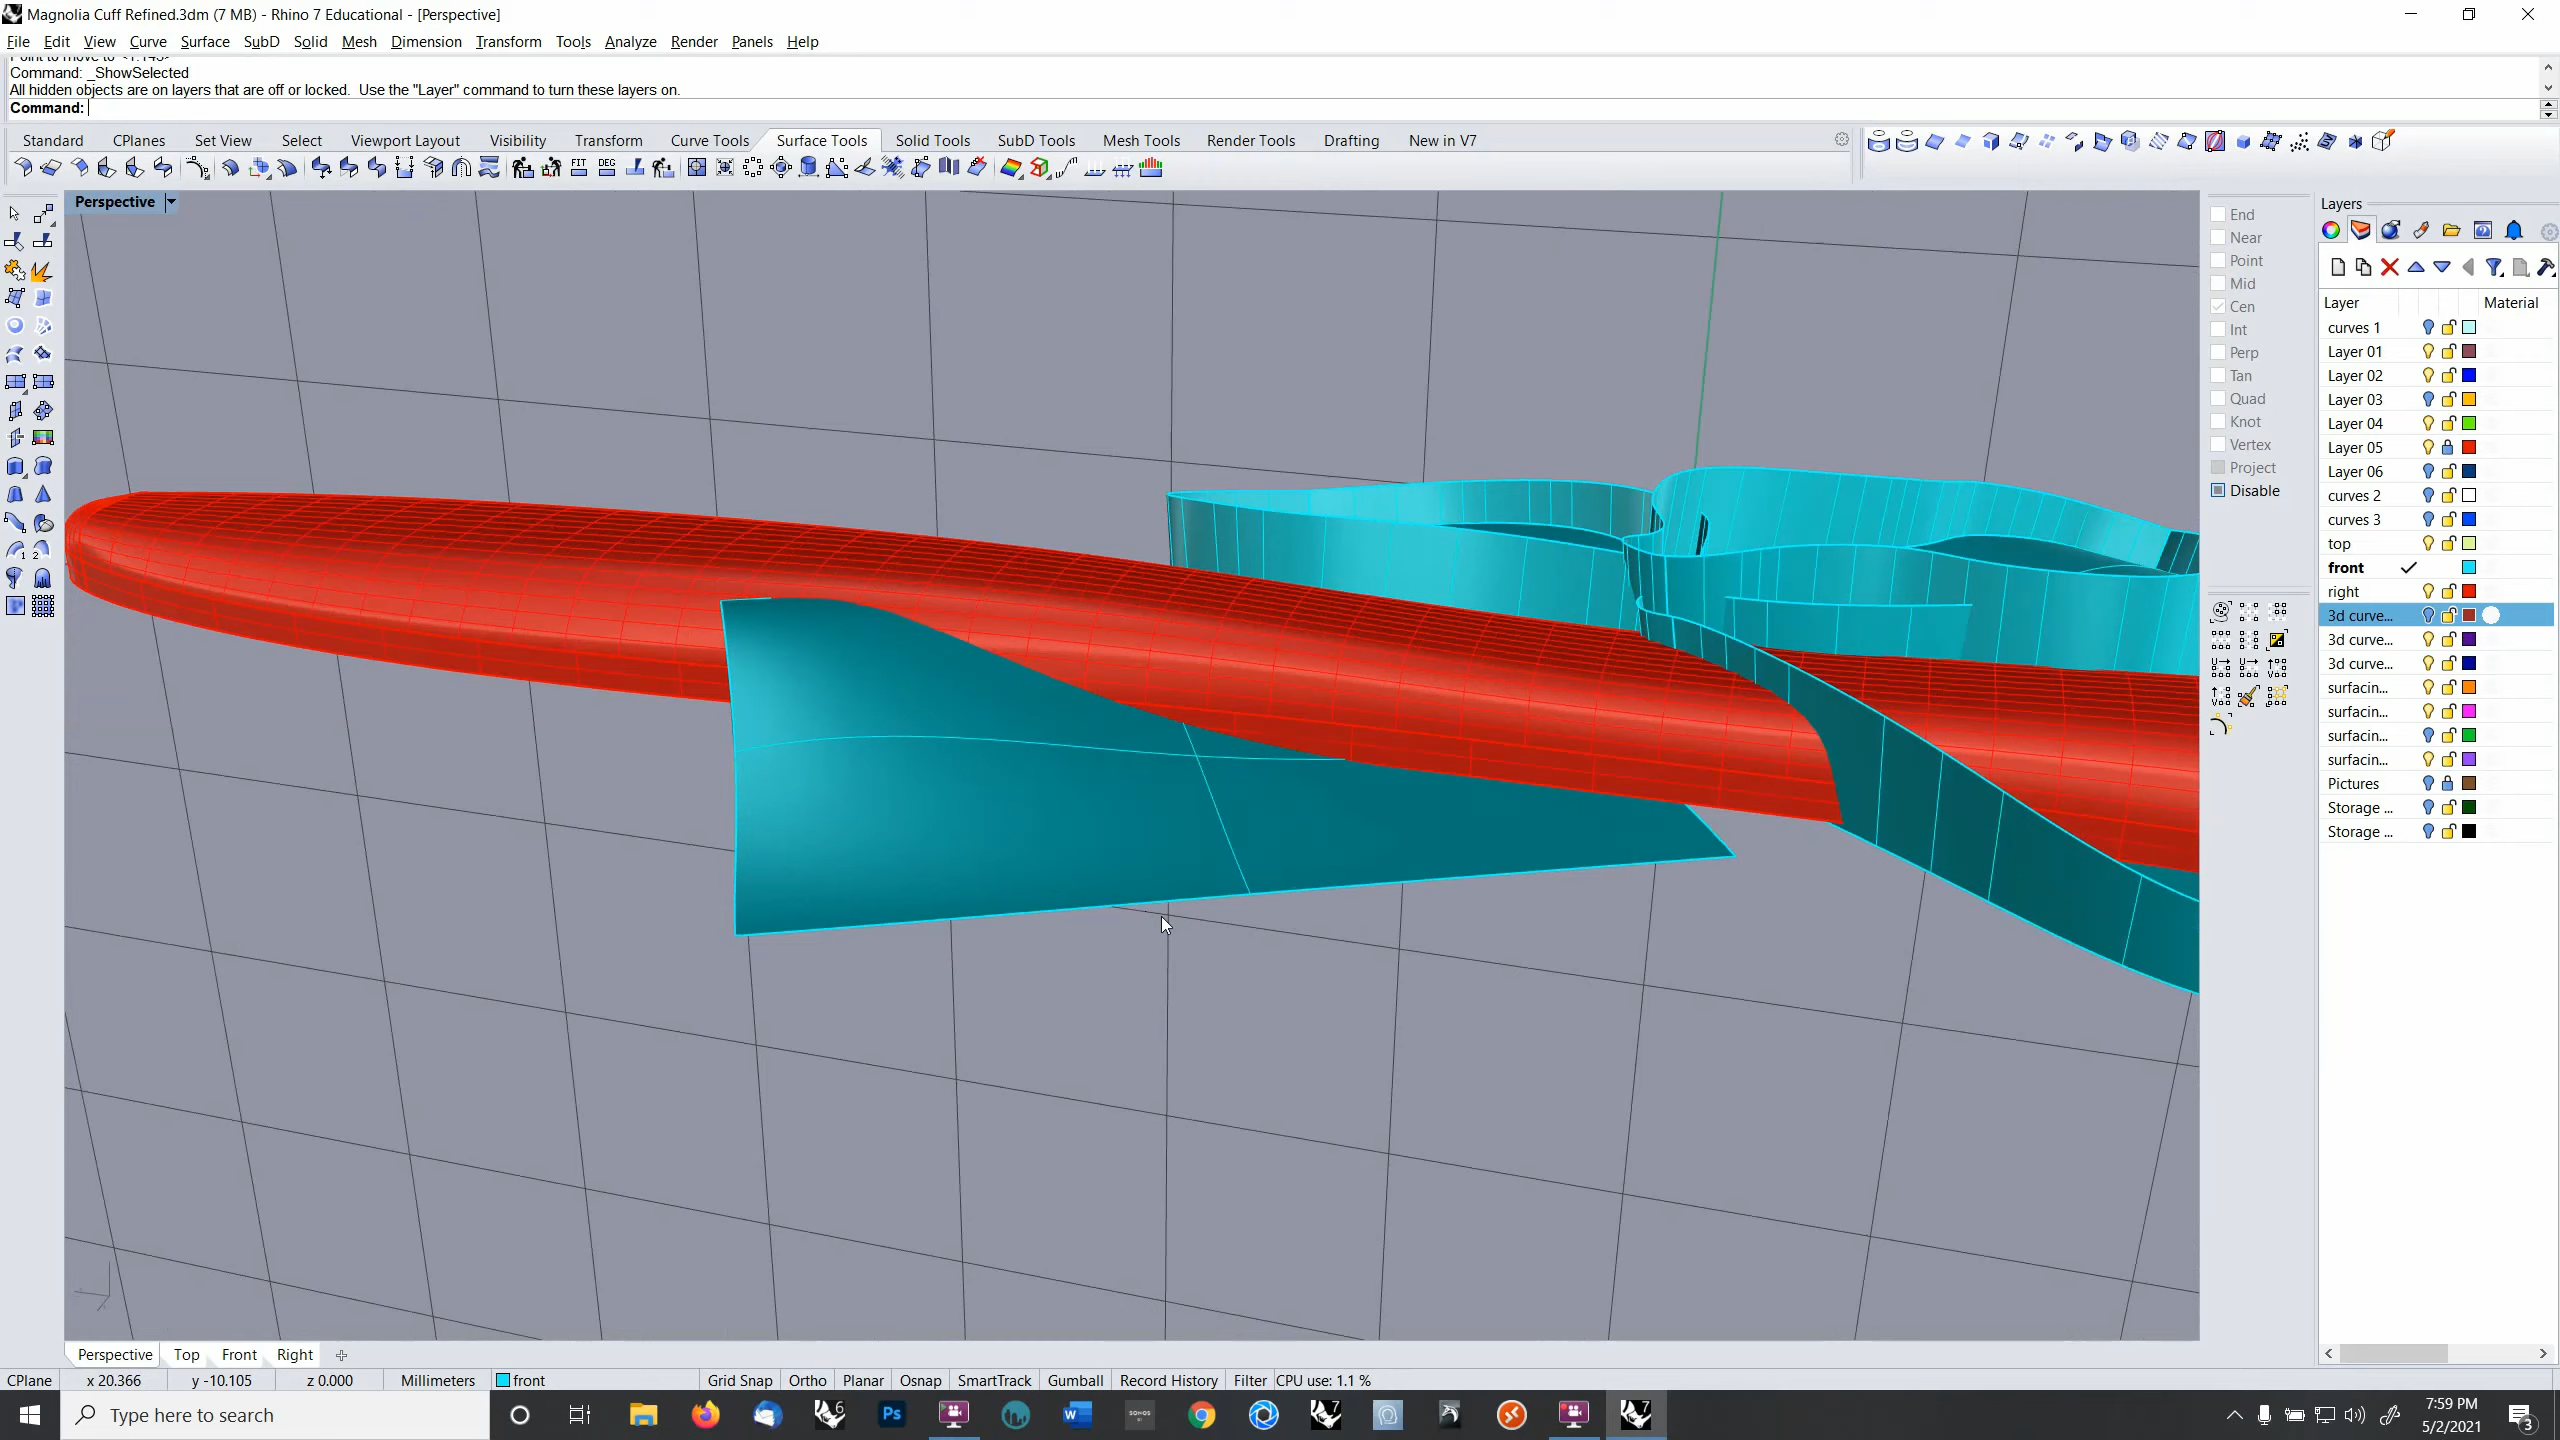 Magnolia Cuff Refined.3dm (7 MB) - Rhino 7 Educational - [Perspective]
File Edit View Curve Surface SubD Solid Mesh Dimension Transform Tools Analyze Render Panels Help
Command: _ShowSelected
All hidden objects are on layers that are off or locked.  Use the "Layer" command to turn these layers on.
Command:
Standard CPlanes Set View Select Viewport Layout Visibility Transform Curve Tools Surface Tools Solid Tools SubD Tools Mesh Tools Render Tools Drafting New in V7
FIT DEG
Perspective
End
Near
Point
Mid
Cen
Int
Perp
Tan
Quad
Knot
Vertex
Project
Disable
Layers
Layer Material
curves 1
Layer 01
Layer 02
Layer 03
Layer 04
Layer 05
Layer 06
curves 2
curves 3
top
front
right
3d curve...
3d curve...
3d curve...
surfacin...
surfacin...
surfacin...
surfacin...
Pictures
Storage ...
Storage ...
Perspective Top Front Right
CPlane x 20.366 y -10.105 z 0.000 Millimeters front Grid Snap Ortho Planar Osnap SmartTrack Gumball Record History Filter CPU use: 1.1 %
Type here to search
6
Ps
W
SONOS
7
7
7:59 PM
5/2/2021
3